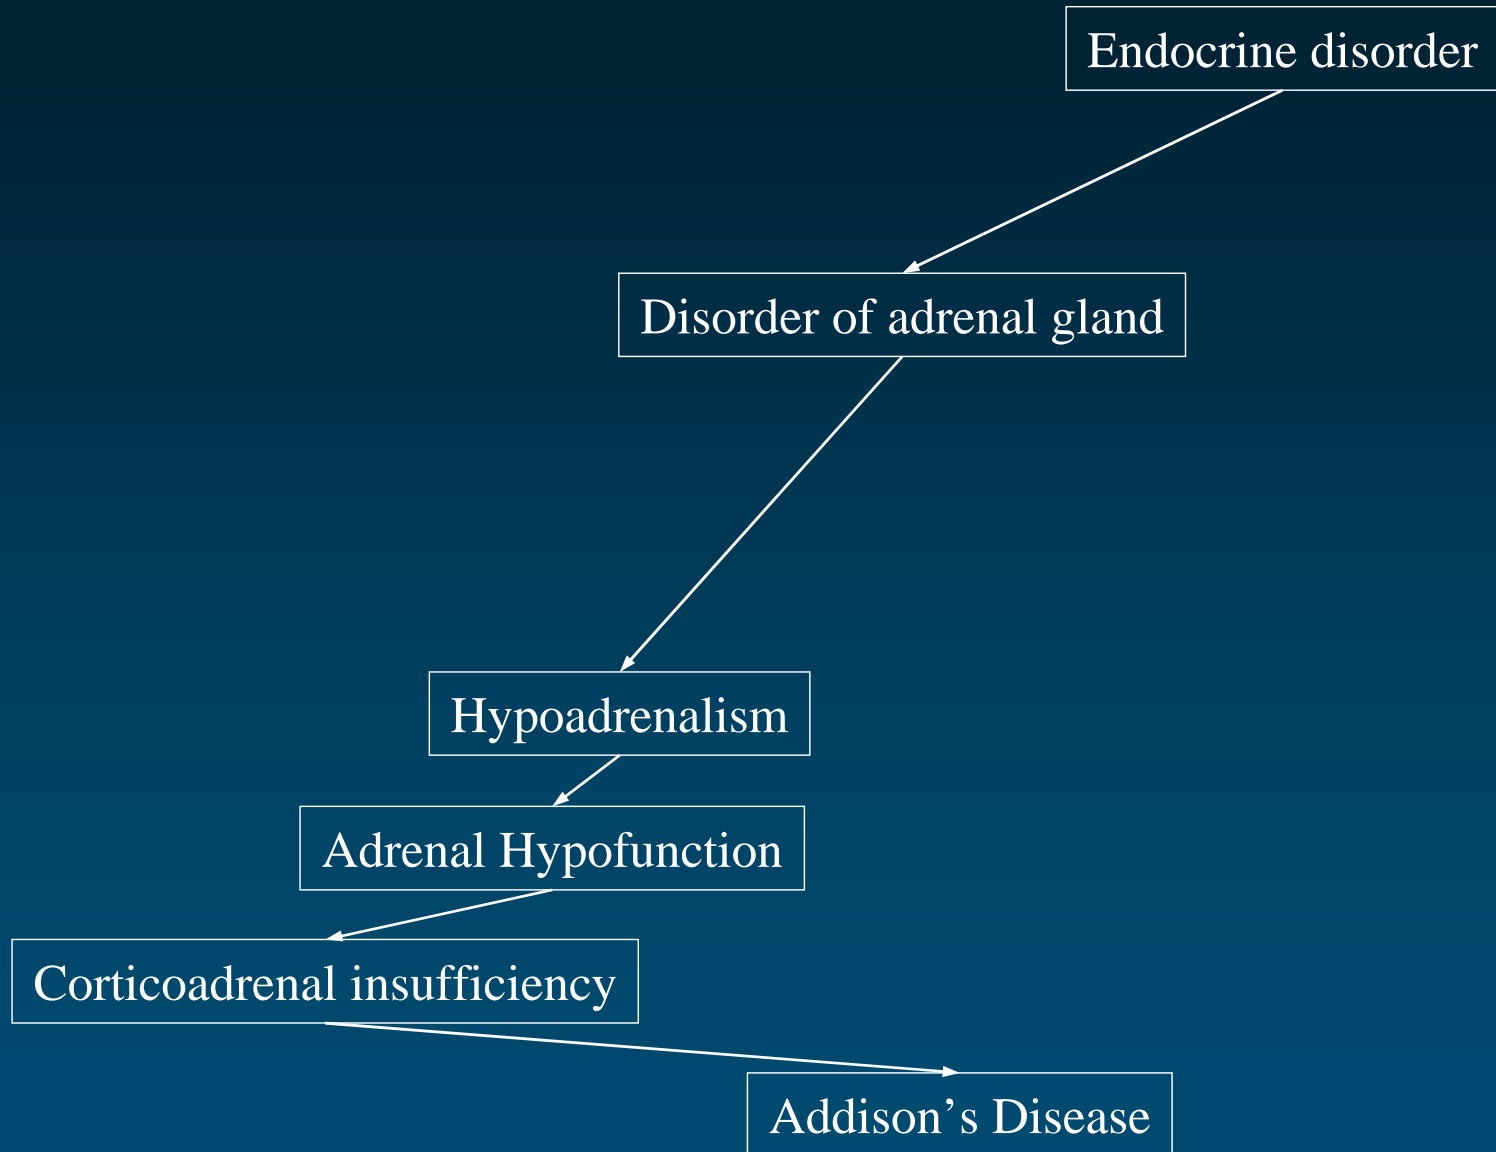 Endocrine disorder
Disorder of adrenal gland
Hypoadrenalism
Adrenal Hypofunction
Corticoadrenal insufficiency
Addison’s Disease